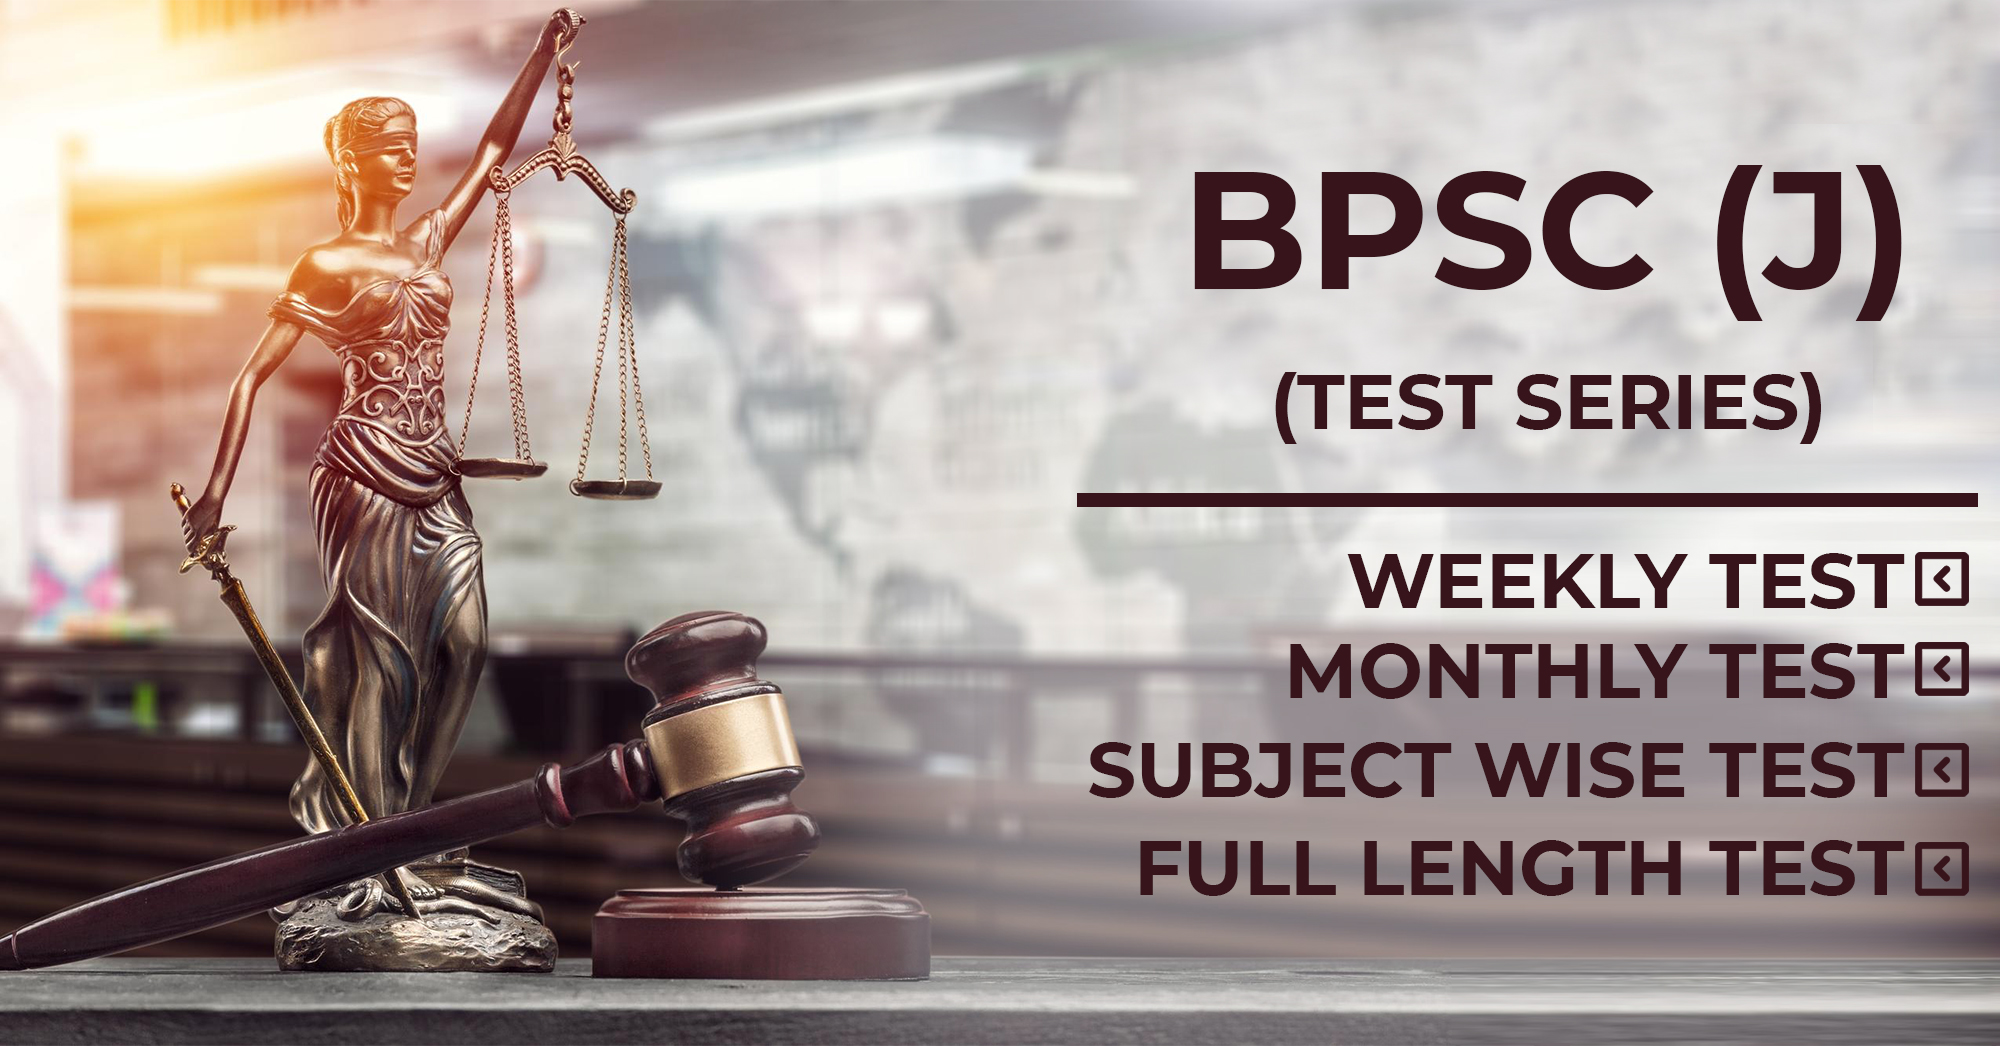 BPSC (J)
(TEST SERIES)
WEEKLY TEST
MONTHLY TEST
SUBJECT WISE TEST
FULL LENGTH TEST